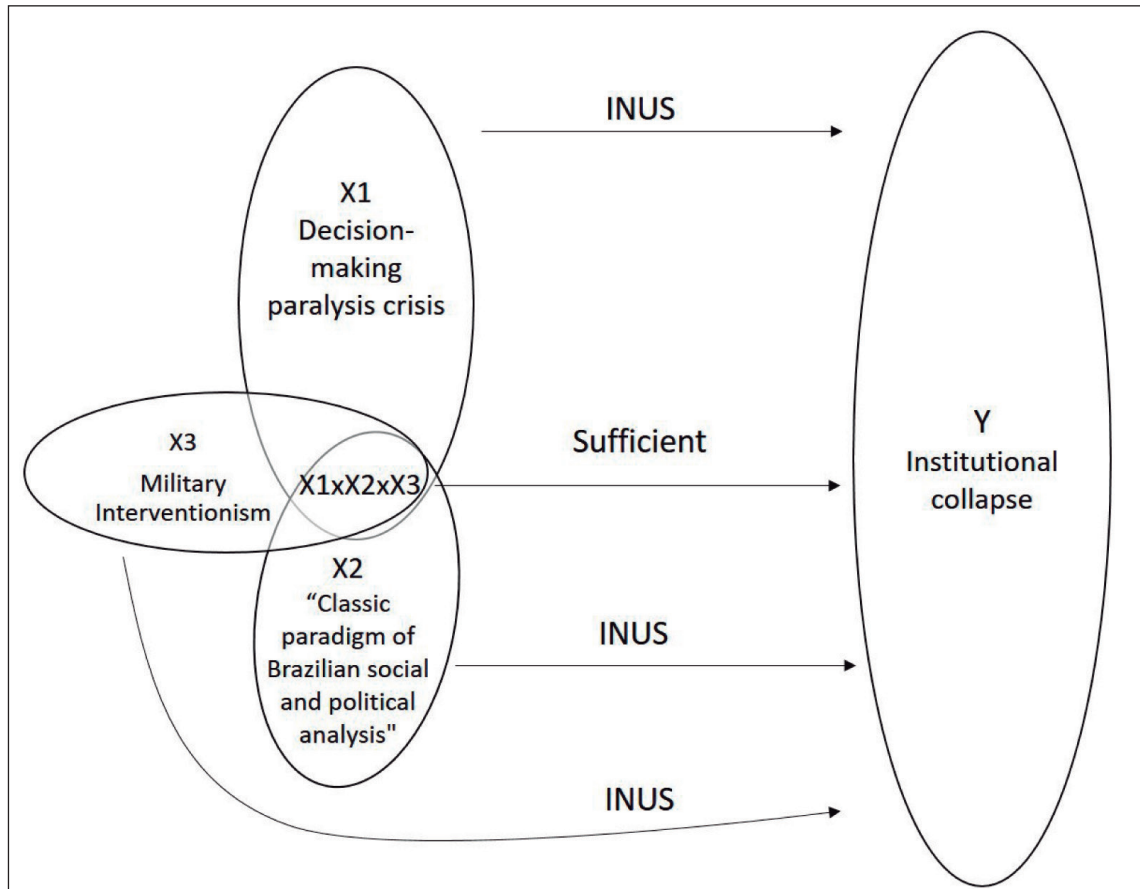 INUS
X1
Decision-
making
paralysis crisis
Sufficient
X3
Military
Interventionism
X1xX2xX3
Y
Institutional
collapse
X2
“Classic
paradigm of
Brazilian social
and political
analysis"
INUS
INUS